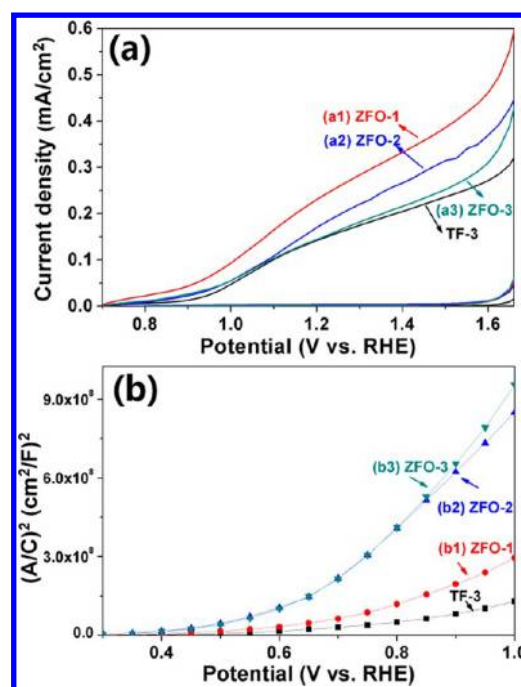 (a)
Current density (mA/cm²)
0.6
0.5
0.4
0.3
0.2
0.1
0.0
(a1) ZFO-1
(a2) ZFO-2
(a3) ZFO-3
TF-3
0.8 1.0 1.2 1.4 1.6
Potential (V vs. RHE)
(b)
(A/C)² (cm²/F)²
9.0x10⁸
6.0x10⁸
3.0x10⁸
0.0
(b3) ZFO-3
(b2) ZFO-2
(b1) ZFO-1
TF-3
0.4 0.6 0.8 1.0
Potential (V vs. RHE)